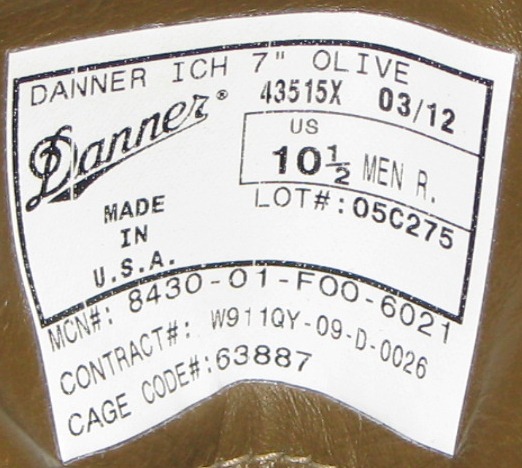 DANNER ICH 7" OLIVE
43515X 03/12
Danner®
US
10½ MEN R.
MADE
IN
U.S.A.
LOT#:05C275
MCN#: 8430-01-F00-6021
CONTRACT#: W911QY-09-D-0026
CAGE CODE#:63887